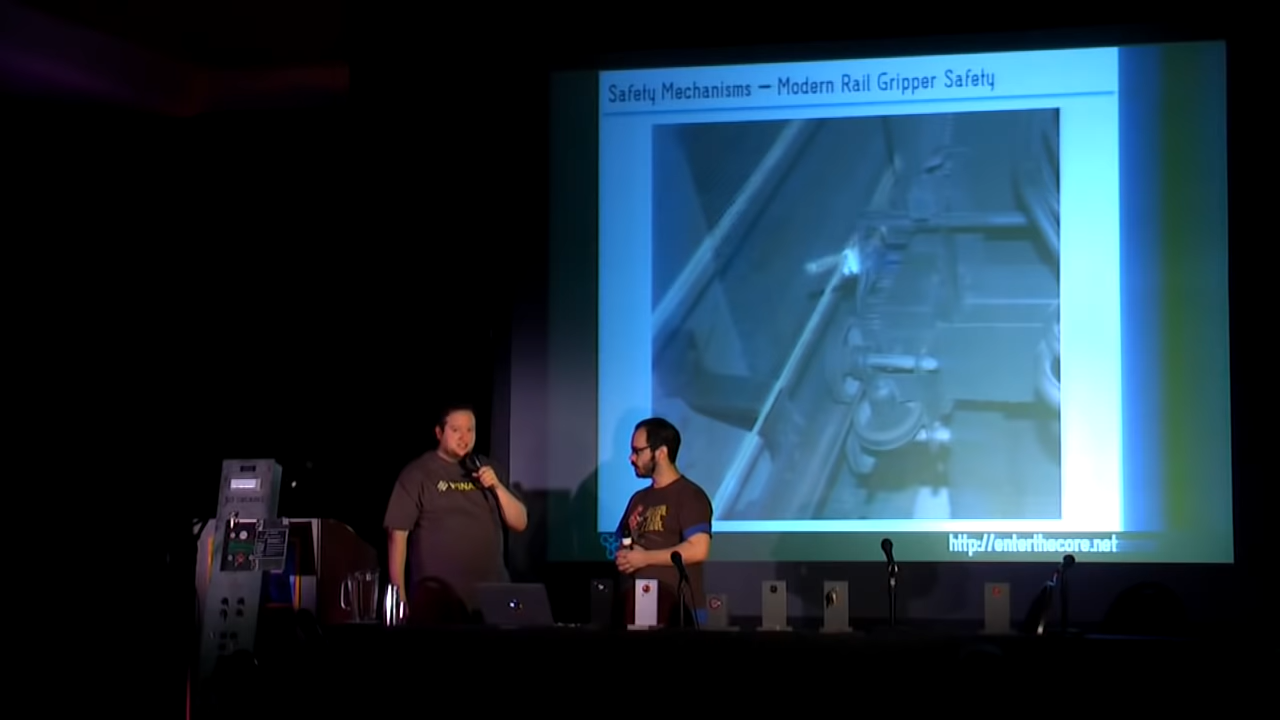 Safety Mechanisms — Modern Rail Gripper Safety
http://enterthecore.net